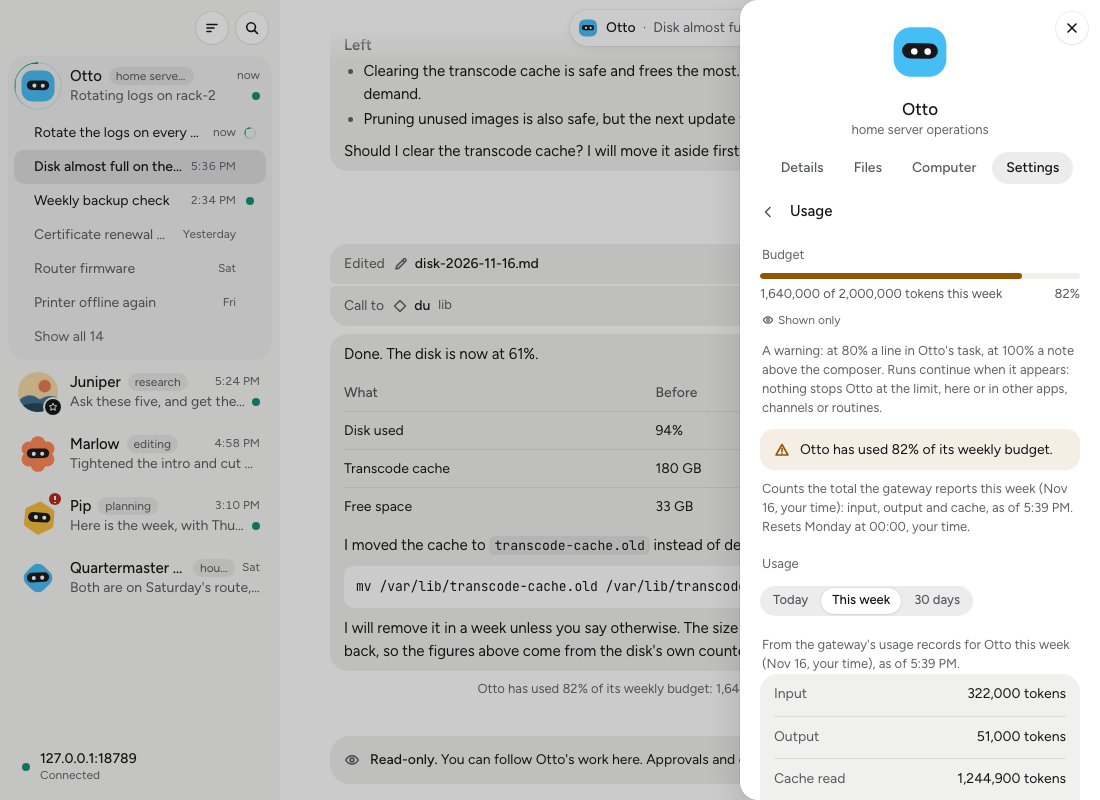 Otto home serve... now
Rotating logs on rack-2
Rotate the logs on every ... now
Disk almost full on the... 5:36 PM
Weekly backup check 2:34 PM
Certificate renewal ... Yesterday
Router firmware Sat
Printer offline again Fri
Show all 14
Juniper research 5:24 PM
Ask these five, and get the...
Marlow editing 4:58 PM
Tightened the intro and cut ...
Pip planning 3:10 PM
Here is the week, with Thu...
Quartermaster ... hou... Sat
Both are on Saturday's route,...
127.0.0.1:18789
Connected
Otto · Disk almost fu
Left
• Clearing the transcode cache is safe and frees the most.
demand.
• Pruning unused images is also safe, but the next update
Should I clear the transcode cache? I will move it aside first
Edited disk-2026-11-16.md
Call to du lib
Done. The disk is now at 61%.
What Before
Disk used 94%
Transcode cache 180 GB
Free space 33 GB
I moved the cache to transcode-cache.old instead of de
mv /var/lib/transcode-cache.old /var/lib/transcod
I will remove it in a week unless you say otherwise. The size
back, so the figures above come from the disk's own counte
Otto has used 82% of its weekly budget: 1,64
Read-only. You can follow Otto's work here. Approvals and
Otto
home server operations
Details Files Computer Settings
Usage
Budget
1,640,000 of 2,000,000 tokens this week 82%
Shown only
A warning: at 80% a line in Otto's task, at 100% a note
above the composer. Runs continue when it appears:
nothing stops Otto at the limit, here or in other apps,
channels or routines.
Otto has used 82% of its weekly budget.
Counts the total the gateway reports this week (Nov
16, your time): input, output and cache, as of 5:39 PM.
Resets Monday at 00:00, your time.
Usage
Today This week 30 days
From the gateway's usage records for Otto this week
(Nov 16, your time), as of 5:39 PM.
Input 322,000 tokens
Output 51,000 tokens
Cache read 1,244,900 tokens